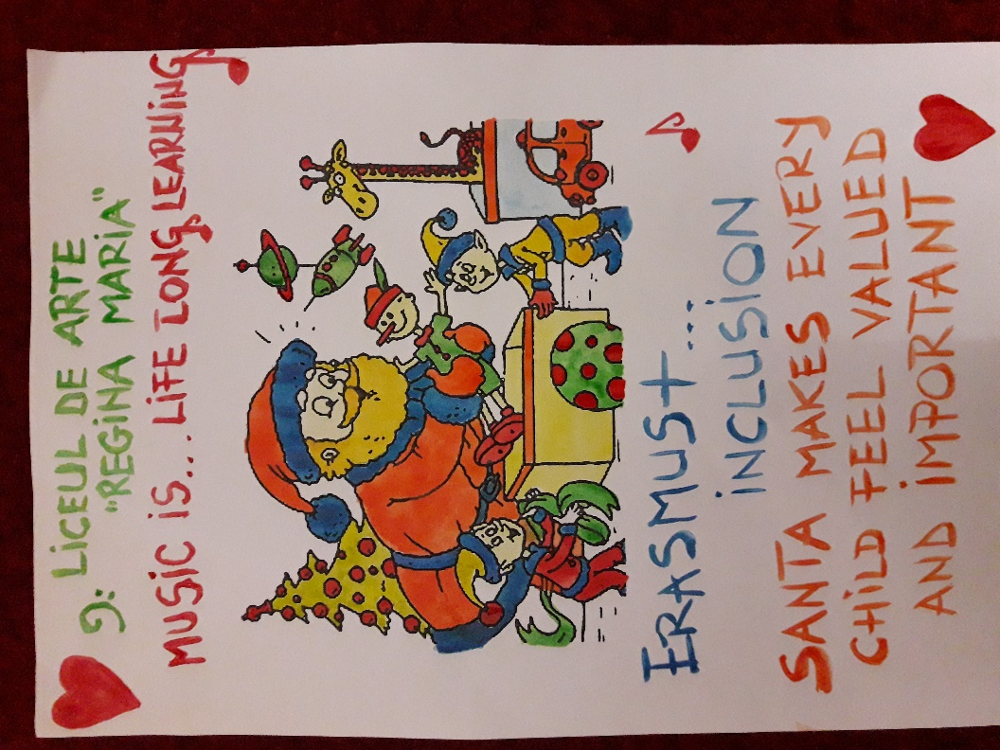 LICEUL DE ARTE
"REGINA MARIA"
MUSIC IS... LIFE LONG LEARNING
ERASMUS+...
INCLUSION
SANTA MAKES EVERY
CHILD FEEL VALUED
AND IMPORTANT